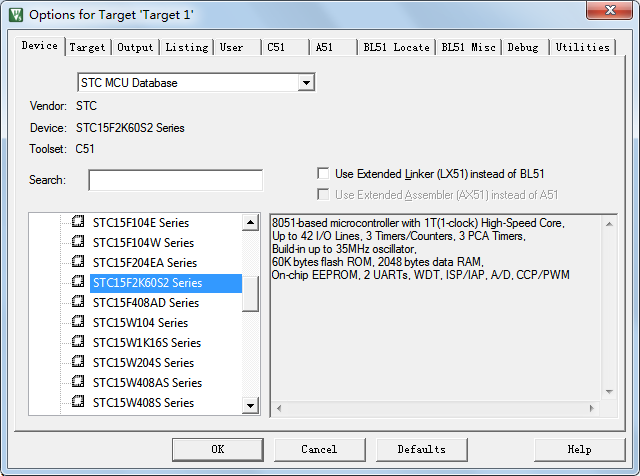 Options for Target 'Target 1'
Device Target Output Listing User C51 A51 BL51 Locate BL51 Misc Debug Utilities
STC MCU Database
Vendor: STC
Device: STC15F2K60S2 Series
Toolset: C51
Search:
Use Extended Linker (LX51) instead of BL51
Use Extended Assembler (AX51) instead of A51
STC15F104E Series
STC15F104W Series
STC15F204EA Series
STC15F2K60S2 Series
STC15F408AD Series
STC15W104 Series
STC15W1K16S Series
STC15W204S Series
STC15W408AS Series
STC15W408S Series
8051-based microcontroller with 1T(1-clock) High-Speed Core,
Up to 42 I/O Lines, 3 Timers/Counters, 3 PCA Timers,
Build-in up to 35MHz oscillator,
60K bytes flash ROM, 2048 bytes data RAM,
On-chip EEPROM, 2 UARTs, WDT, ISP/IAP, A/D, CCP/PWM
OK Cancel Defaults Help